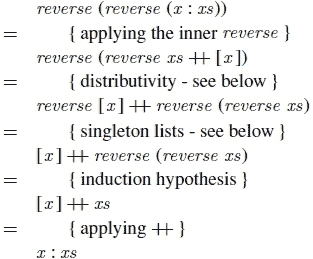 reverse (reverse (x : xs))
= { applying the inner reverse }
reverse (reverse xs ++ [x])
= { distributivity - see below }
reverse [x] ++ reverse (reverse xs)
= { singleton lists - see below }
[x] ++ reverse (reverse xs)
= { induction hypothesis }
[x] ++ xs
= { applying ++ }
x : xs